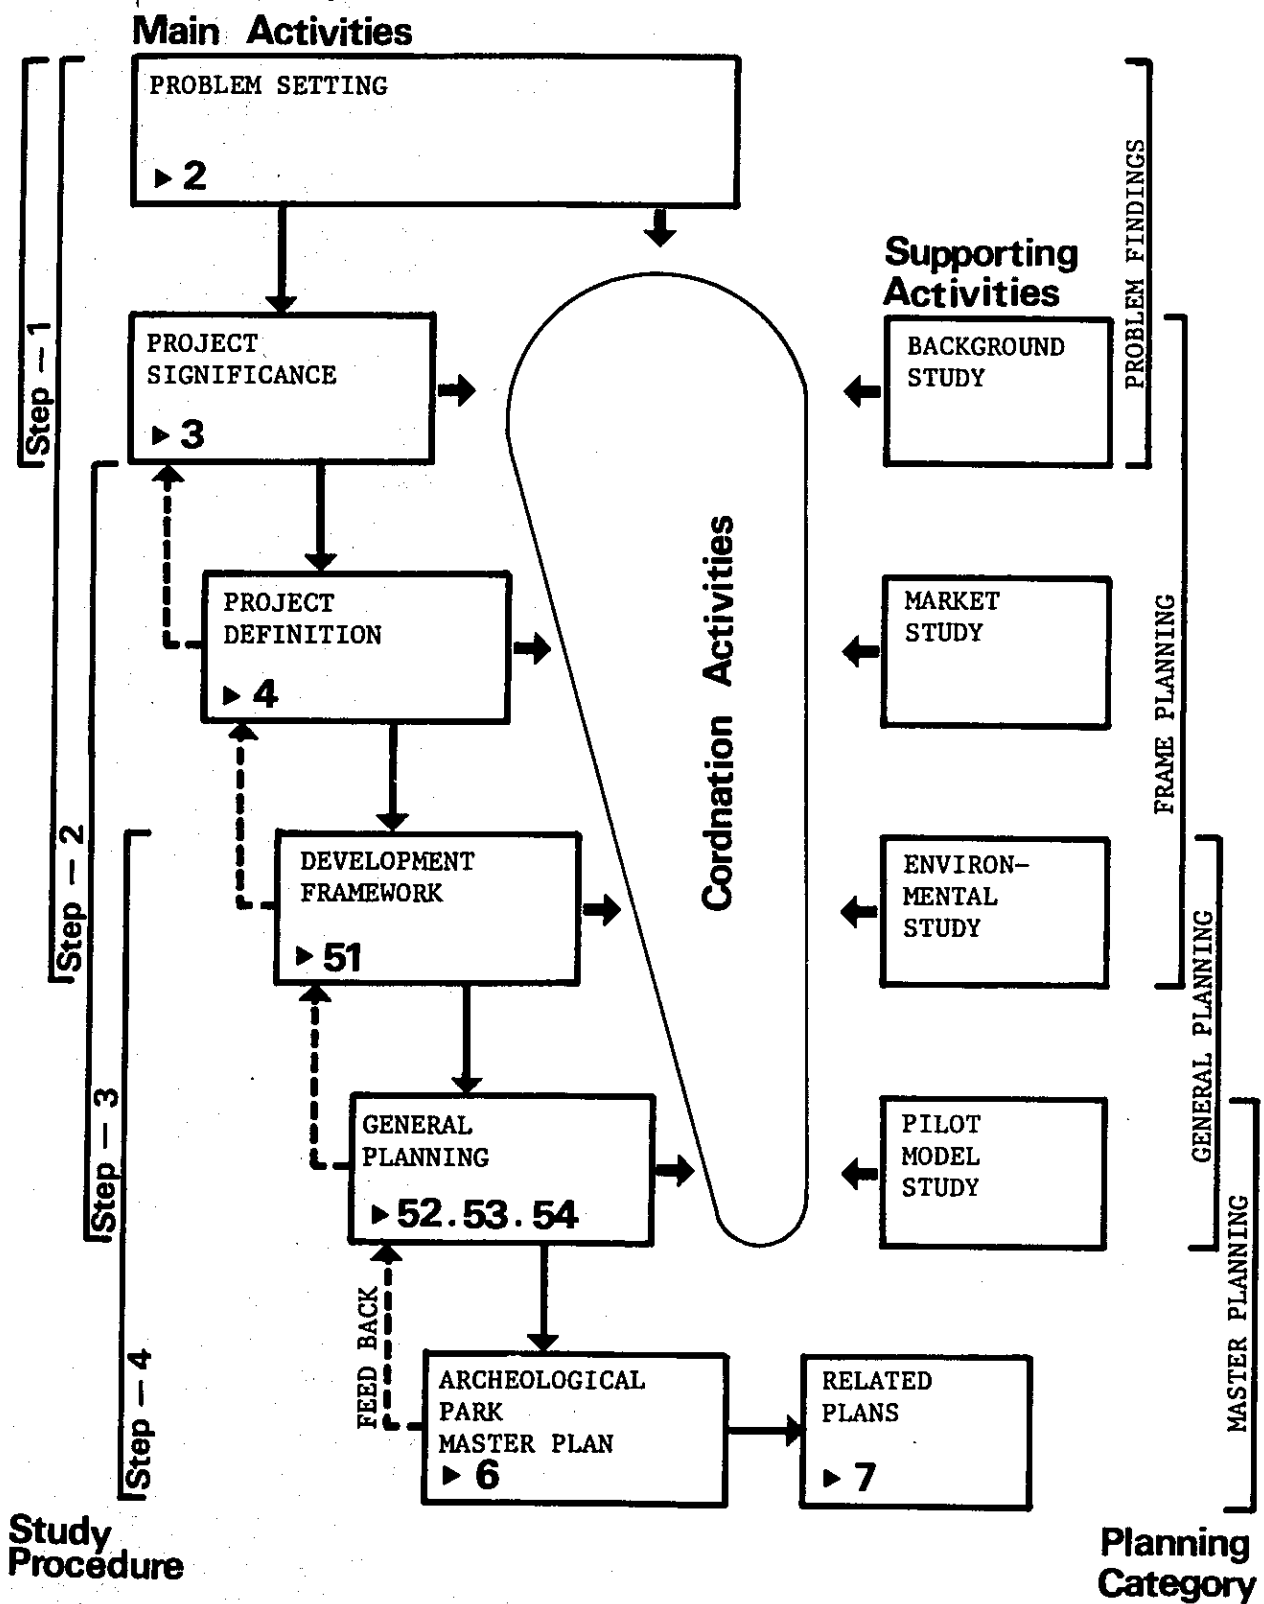 Main Activities
PROBLEM SETTING
▶ 2
Supporting
Activities
PROJECT
SIGNIFICANCE
▶ 3
BACKGROUND
STUDY
PROJECT
DEFINITION
▶ 4
MARKET
STUDY
Cordnation Activities
DEVELOPMENT
FRAMEWORK
▶ 51
ENVIRON-
MENTAL
STUDY
GENERAL
PLANNING
▶ 52.53.54
PILOT
MODEL
STUDY
FEED BACK
ARCHEOLOGICAL
PARK
MASTER PLAN
▶ 6
RELATED
PLANS
▶ 7
Step — 1
Step — 2
Step — 3
Step — 4
Study
Procedure
PROBLEM FINDINGS
FRAME PLANNING
GENERAL PLANNING
MASTER PLANNING
Planning
Category